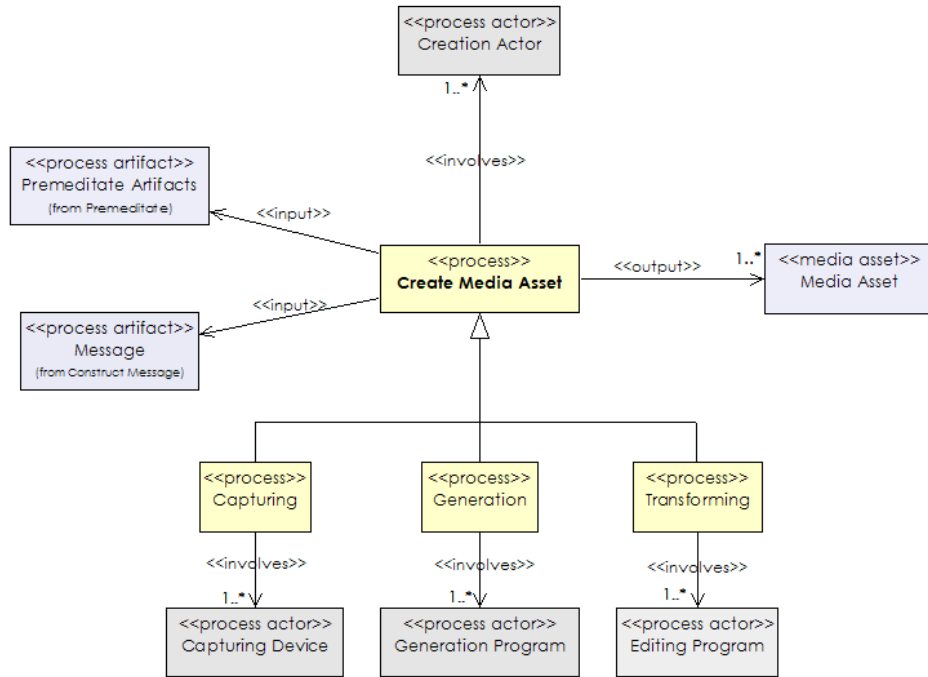 <<process actor>>
Creation Actor
1..*
<<involves>>
<<process artifact>>
Premeditate Artifacts
(from Premeditate)
<<input>>
<<process>>
Create Media Asset
<<output>>
1..*
<<media asset>>
Media Asset
<<input>>
<<process artifact>>
Message
(from Construct Message)
<<process>>
Capturing
<<process>>
Generation
<<process>>
Transforming
<<involves>>
<<involves>>
<<involves>>
1..*
1..*
1..*
<<process actor>>
Capturing Device
<<process actor>>
Generation Program
<<process actor>>
Editing Program